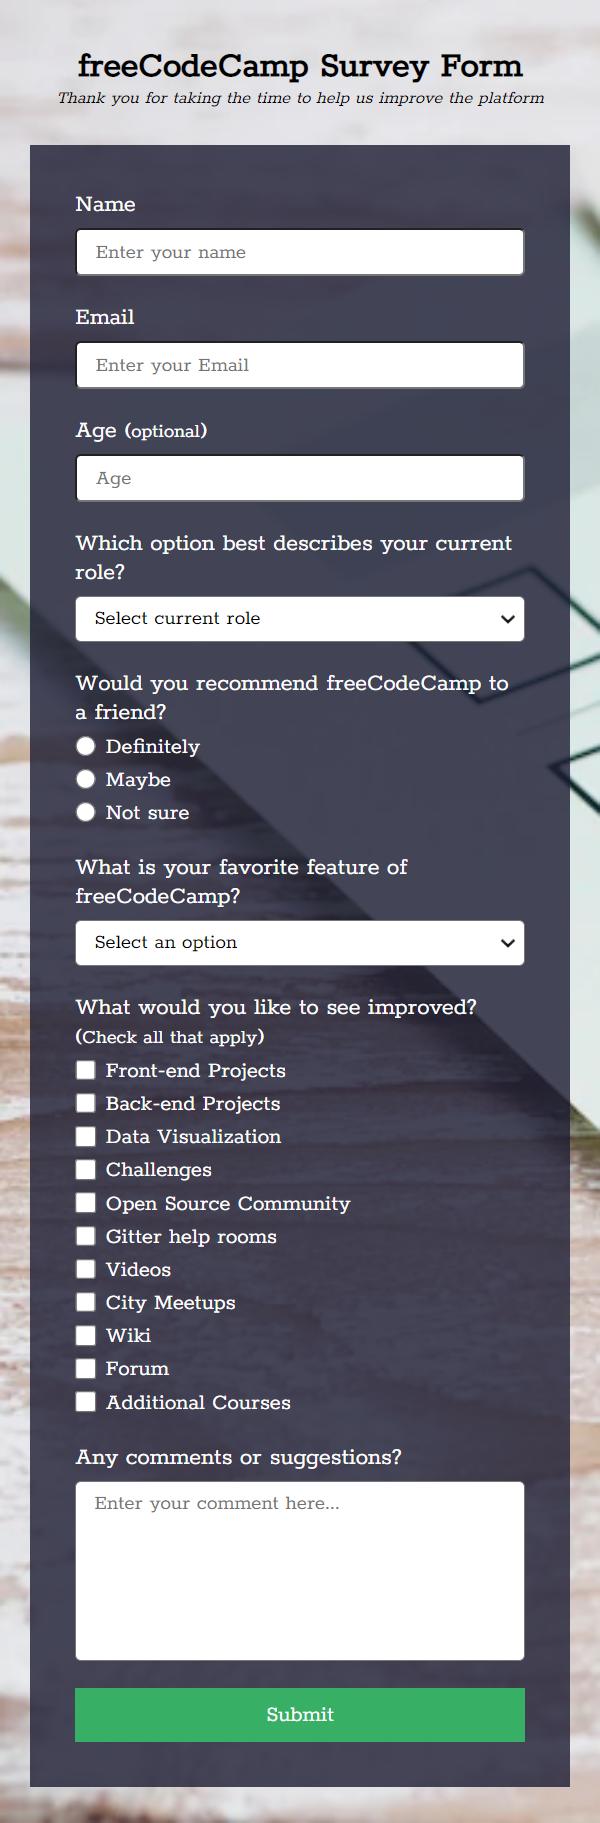 freeCodeCamp Survey Form
Thank you for taking the time to help us improve the platform
Name
Enter your name
Email
Enter your Email
Age (optional)
Age
Which option best describes your current
role?
Select current role
Would you recommend freeCodeCamp to
a friend?
Definitely
Maybe
Not sure
What is your favorite feature of
freeCodeCamp?
Select an option
What would you like to see improved?
(Check all that apply)
Front-end Projects
Back-end Projects
Data Visualization
Challenges
Open Source Community
Gitter help rooms
Videos
City Meetups
Wiki
Forum
Additional Courses
Any comments or suggestions?
Enter your comment here...
Submit